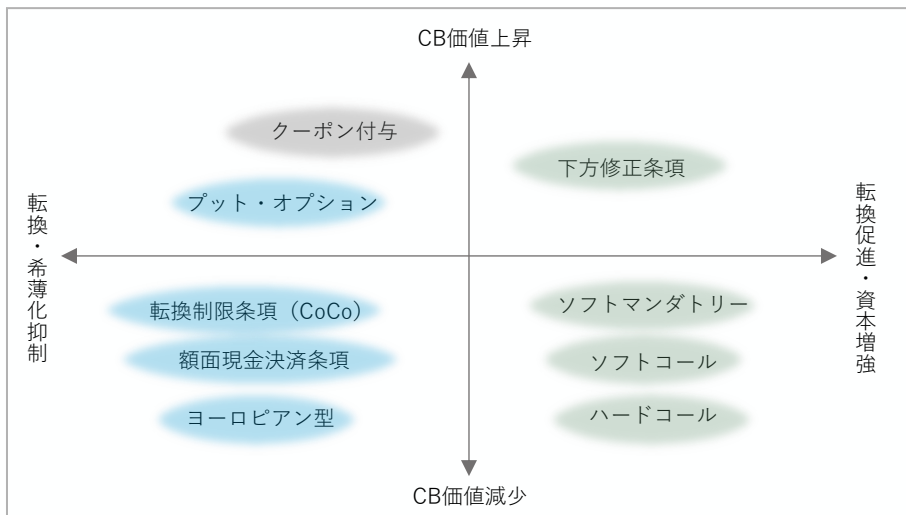 CB価値上昇
クーポン付与
下方修正条項
プット・オプション
転換・希薄化抑制
転換促進・資本増強
転換制限条項（CoCo）
ソフトマンダトリー
額面現金決済条項
ソフトコール
ヨーロピアン型
ハードコール
CB価値減少